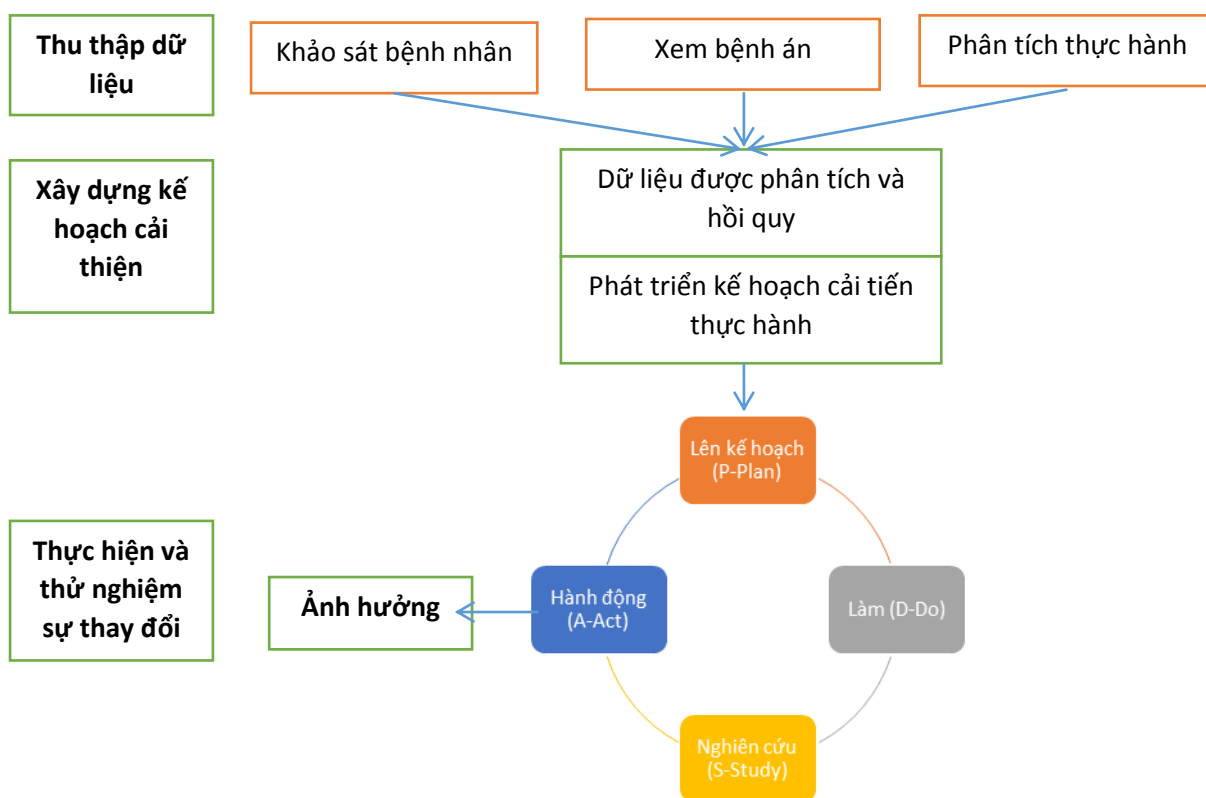 Thu thập dữ
liệu
Khảo sát bệnh nhân
Xem bệnh án
Phân tích thực hành
Xây dựng kế
hoạch cải
thiện
Dữ liệu được phân tích và
hồi quy
Phát triển kế hoạch cải tiến
thực hành
Lên kế hoạch
(P-Plan)
Thực hiện và
thử nghiệm
sự thay đổi
Ảnh hưởng
Hành động
(A-Act)
Làm (D-Do)
Nghiên cứu
(S-Study)